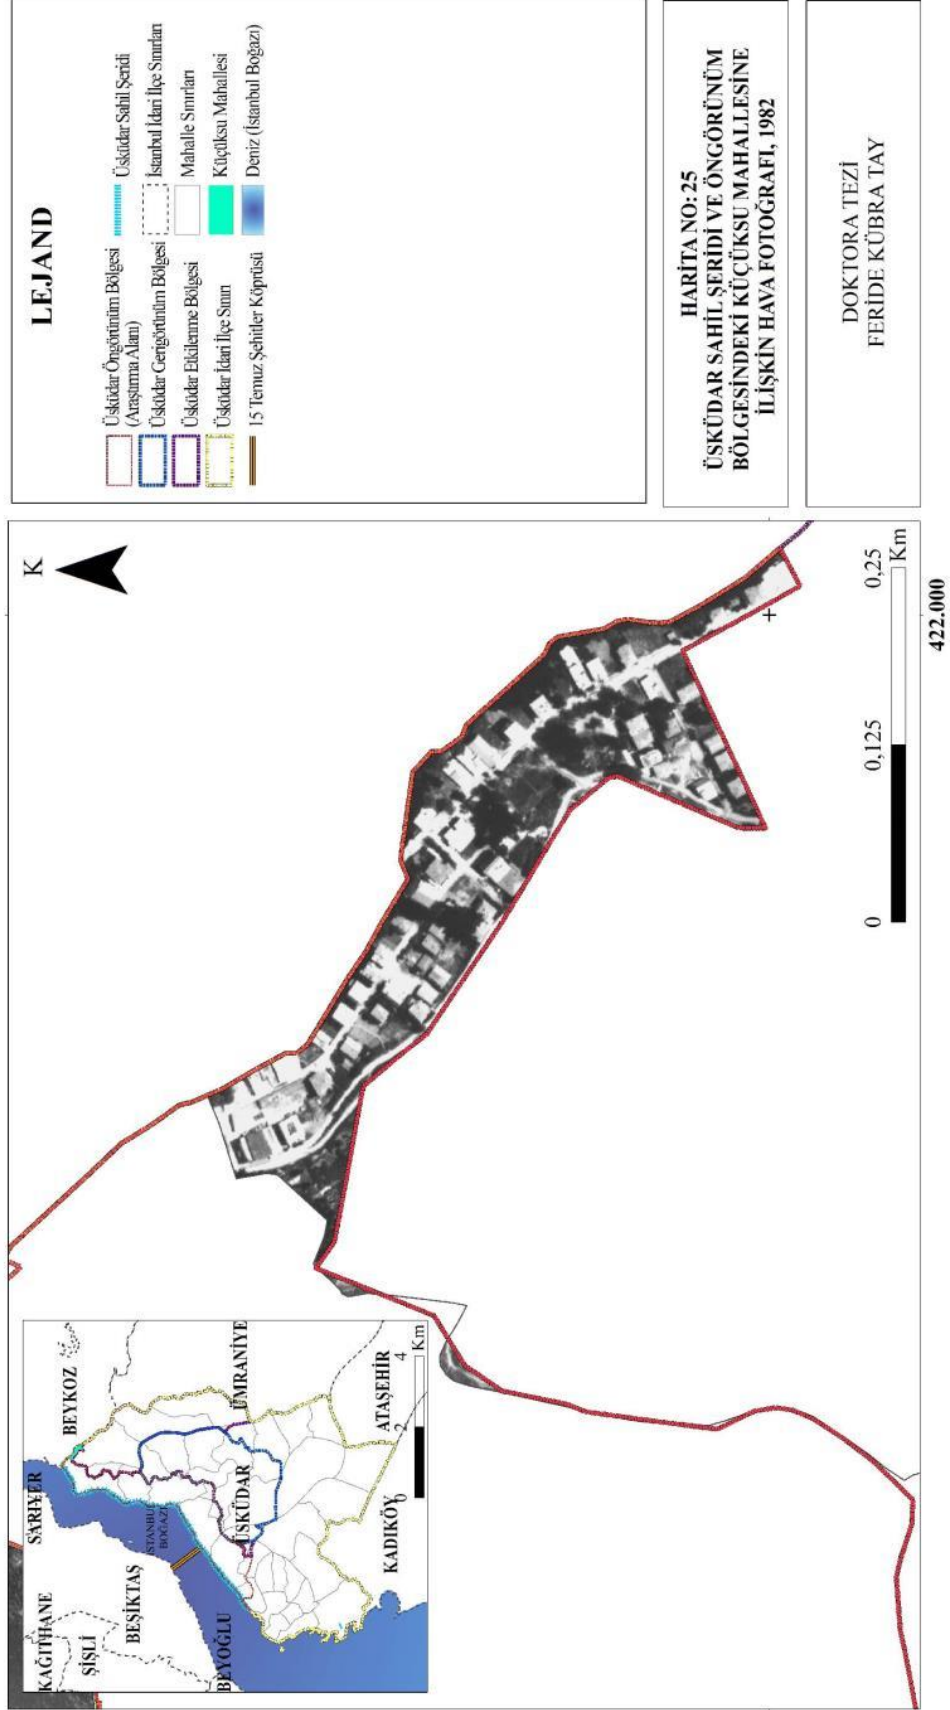 LEJAND
Üsküdar Öngörünüm Bölgesi
(Araştırma Alanı)
Üsküdar Gerigörünüm Bölgesi
Üsküdar Etkilenme Bölgesi
Üsküdar İdari İlçe Sınırı
15 Temuz Şehitler Köprüsü
Üsküdar Sahil Şeridi
İstanbul İdari İlçe Sınırları
Mahalle Sınırları
Küçüksu Mahallesi
Deniz (İstanbul Boğazı)
HARİTA NO: 25
ÜSKÜDAR SAHİL ŞERİDİ VE ÖNGÖRÜNÜM
BÖLGESİNDEKİ KÜÇÜKSU MAHALLESİNE
İLİŞKİN HAVA FOTOĞRAFI, 1982
DOKTORA TEZİ
FERİDE KÜBRA TAY
K
0 0,125 0,25
Km
422.000
KAĞITHANE
SARIYER
BEYKOZ
ŞİŞLİ
BEŞİKTAŞ
İSTANBUL
BOĞAZI
BEYOĞLU
ÜSKÜDAR
ÜMRANİYE
KADIKÖY
ATAŞEHİR
0 2 4
Km